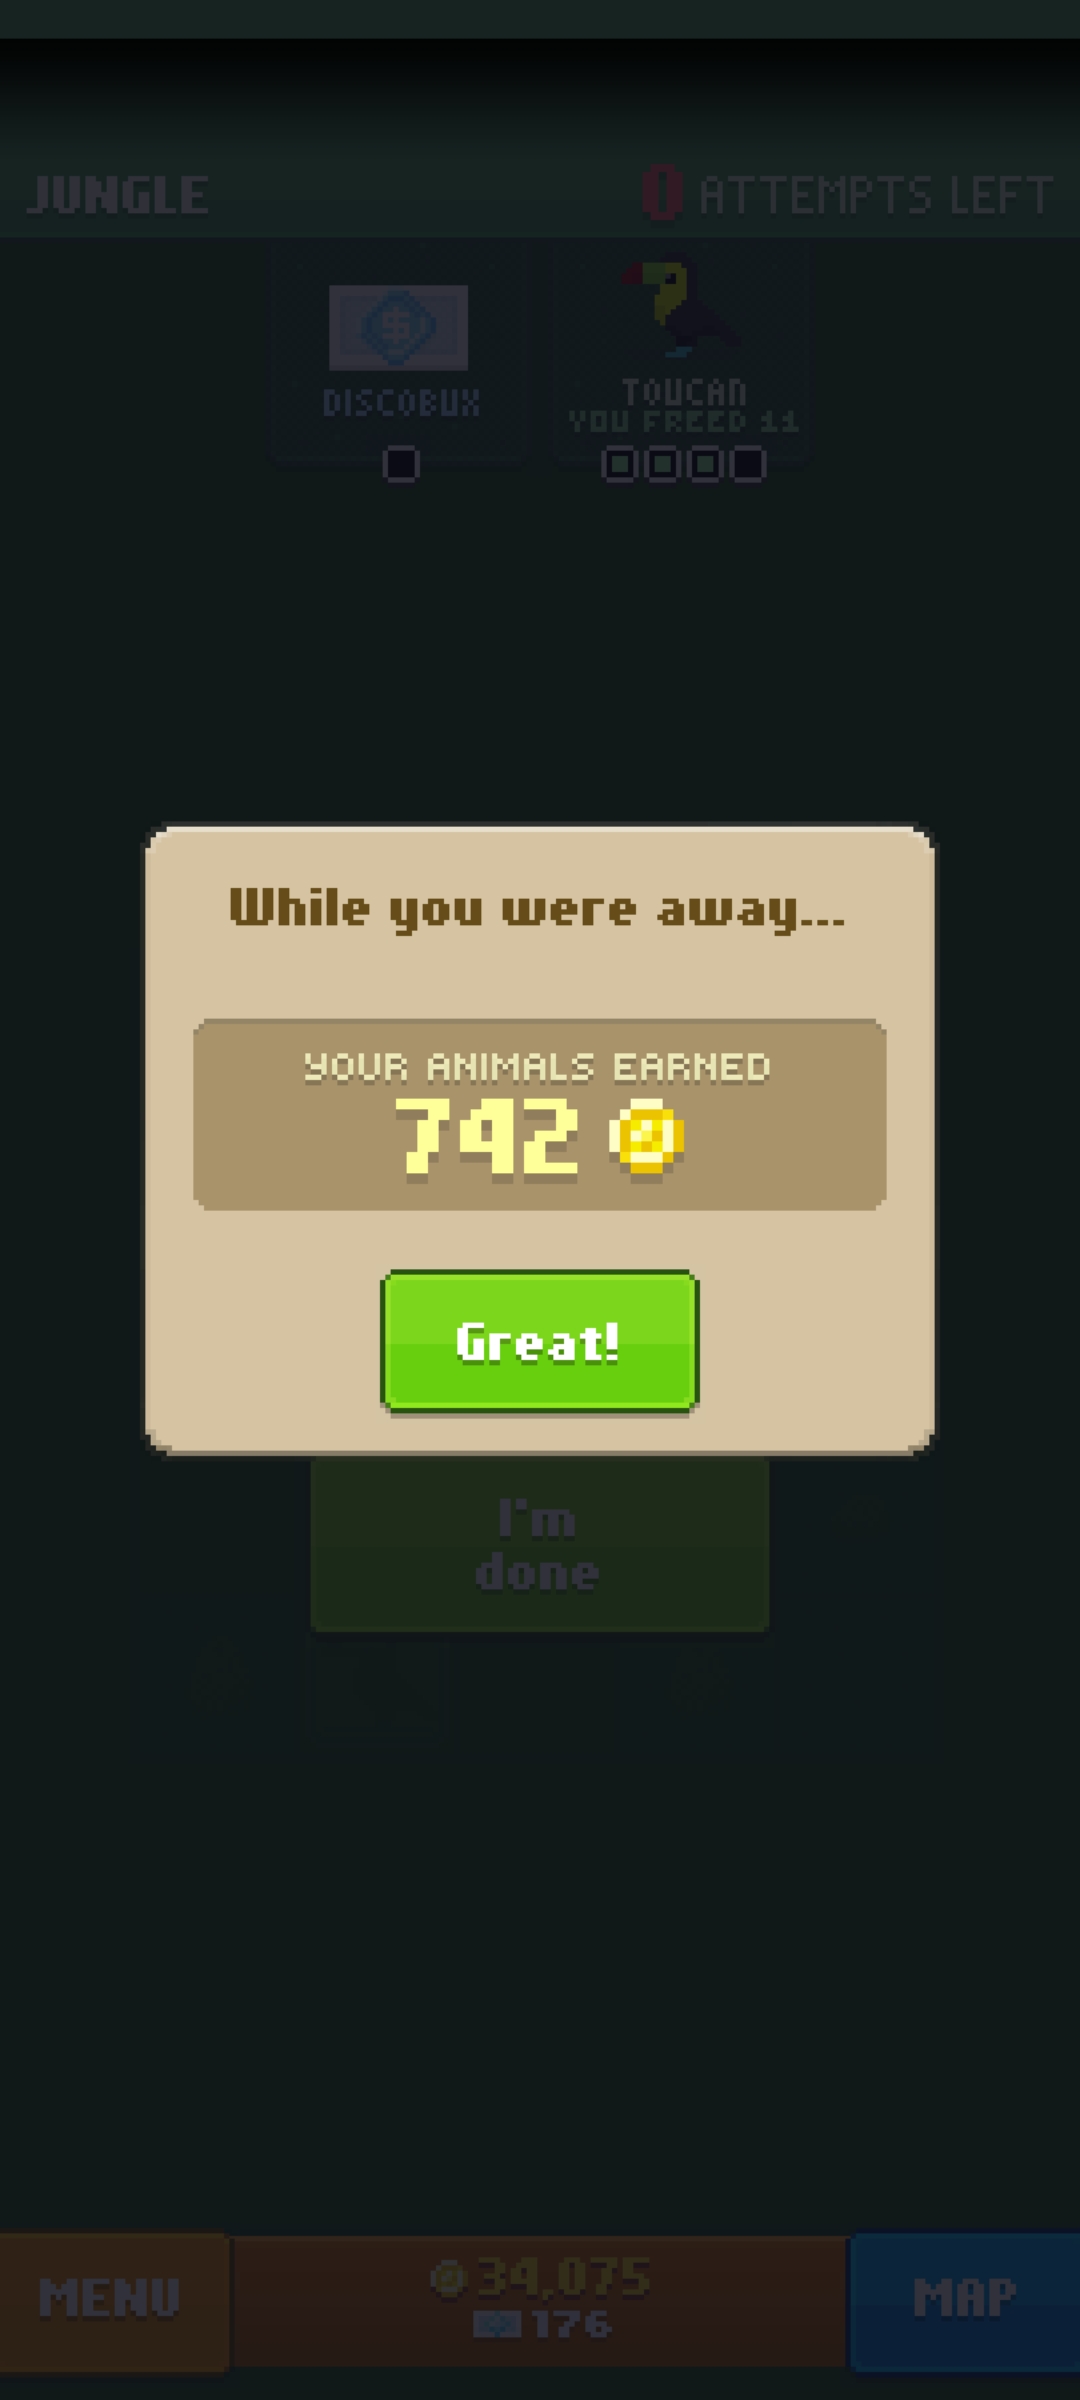 JUNGLE
0 ATTEMPTS LEFT
$
DISCOBUX
TOUCAN
YOU FREED 11
While you were away...
YOUR ANIMALS EARNED
742
Great!
I'm
done
MENU
34,075
176
MAP